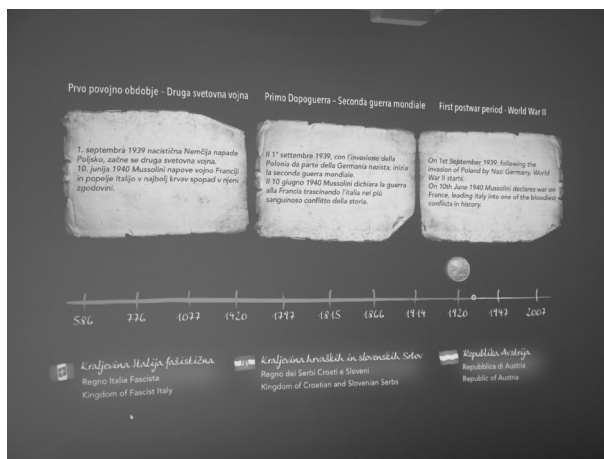 Prvo povojno obdobje - Druga svetovna vojna
1. septembra 1939 nacistična Nemčija napade
Poljsko, začne se druga svetovna vojna.
10. junija 1940 Mussolini napove vojno Franciji
in popelje Italijo v najbolj krvav spopad v njeni
zgodovini.
Primo Dopoguerra – Seconda guerra mondiale
Il 1° settembre 1939, con l'invasione della
Polonia da parte della Germania nazista, inizia
la seconda guerra mondiale.
Il 10 giugno 1940 Mussolini dichiara la guerra
alla Francia trascinando l'italia nel più
sanguinoso conflitto della storia.
First postwar period - World War II
On 1st September 1939, following the
invasion of Poland by Nazi Germany, World
War II starts.
On 10th June 1940 Mussolini declares war on
France, leading Italy into one of the bloodiest
conflicts in history.
586 776 1077 1420 1797 1815 1866 1914 1920 1947 2007
Kraljevina Italija fašistična
Regno Italia Fascista
Kingdom of Fascist Italy
Kraljevina hrvaških in slovenskih Srbov
Regno dei Serbi Croati e Sloveni
Kingdom of Croatian and Slovenian Serbs
Republika Avstrija
Repubblica di Austria
Republic of Austria